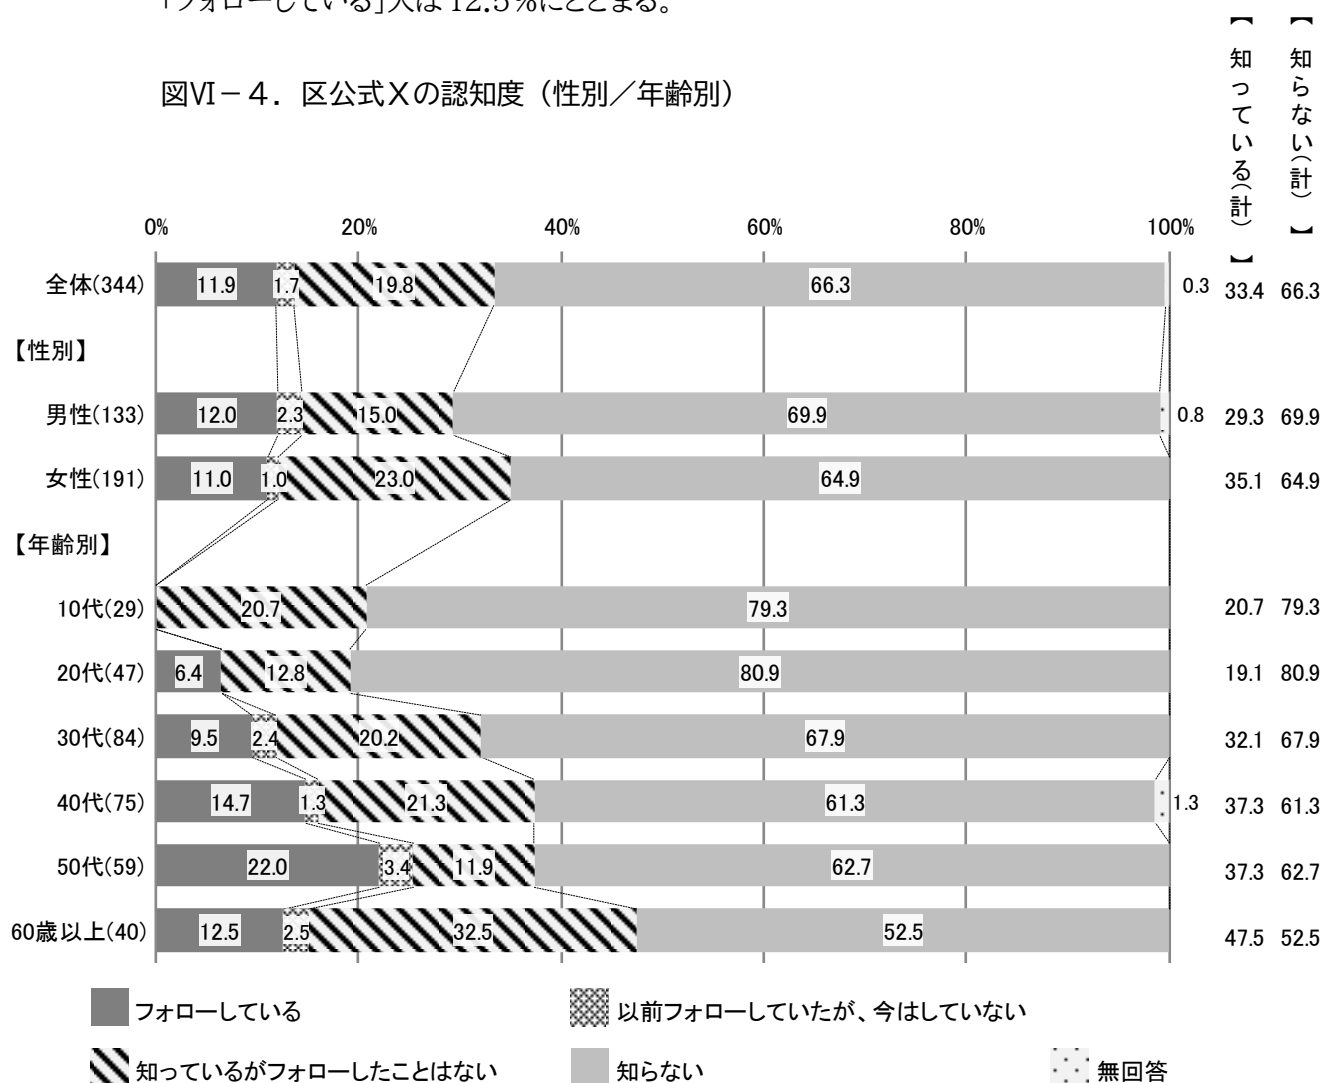 「フォローしている」人は12.5%にとどまる。
図Ⅵ－４．区公式Ｘの認知度（性別／年齢別）
【知っている(計)】
【知らない(計)】
0% 20% 40% 60% 80% 100%
全体(344) 11.9 1.7 19.8 66.3 0.3 33.4 66.3
【性別】
男性(133) 12.0 2.3 15.0 69.9 0.8 29.3 69.9
女性(191) 11.0 1.0 23.0 64.9 35.1 64.9
【年齢別】
10代(29) 20.7 79.3 20.7 79.3
20代(47) 6.4 12.8 80.9 19.1 80.9
30代(84) 9.5 2.4 20.2 67.9 32.1 67.9
40代(75) 14.7 1.3 21.3 61.3 1.3 37.3 61.3
50代(59) 22.0 3.4 11.9 62.7 37.3 62.7
60歳以上(40) 12.5 2.5 32.5 52.5 47.5 52.5
フォローしている 以前フォローしていたが、今はしていない
知っているがフォローしたことはない 知らない 無回答